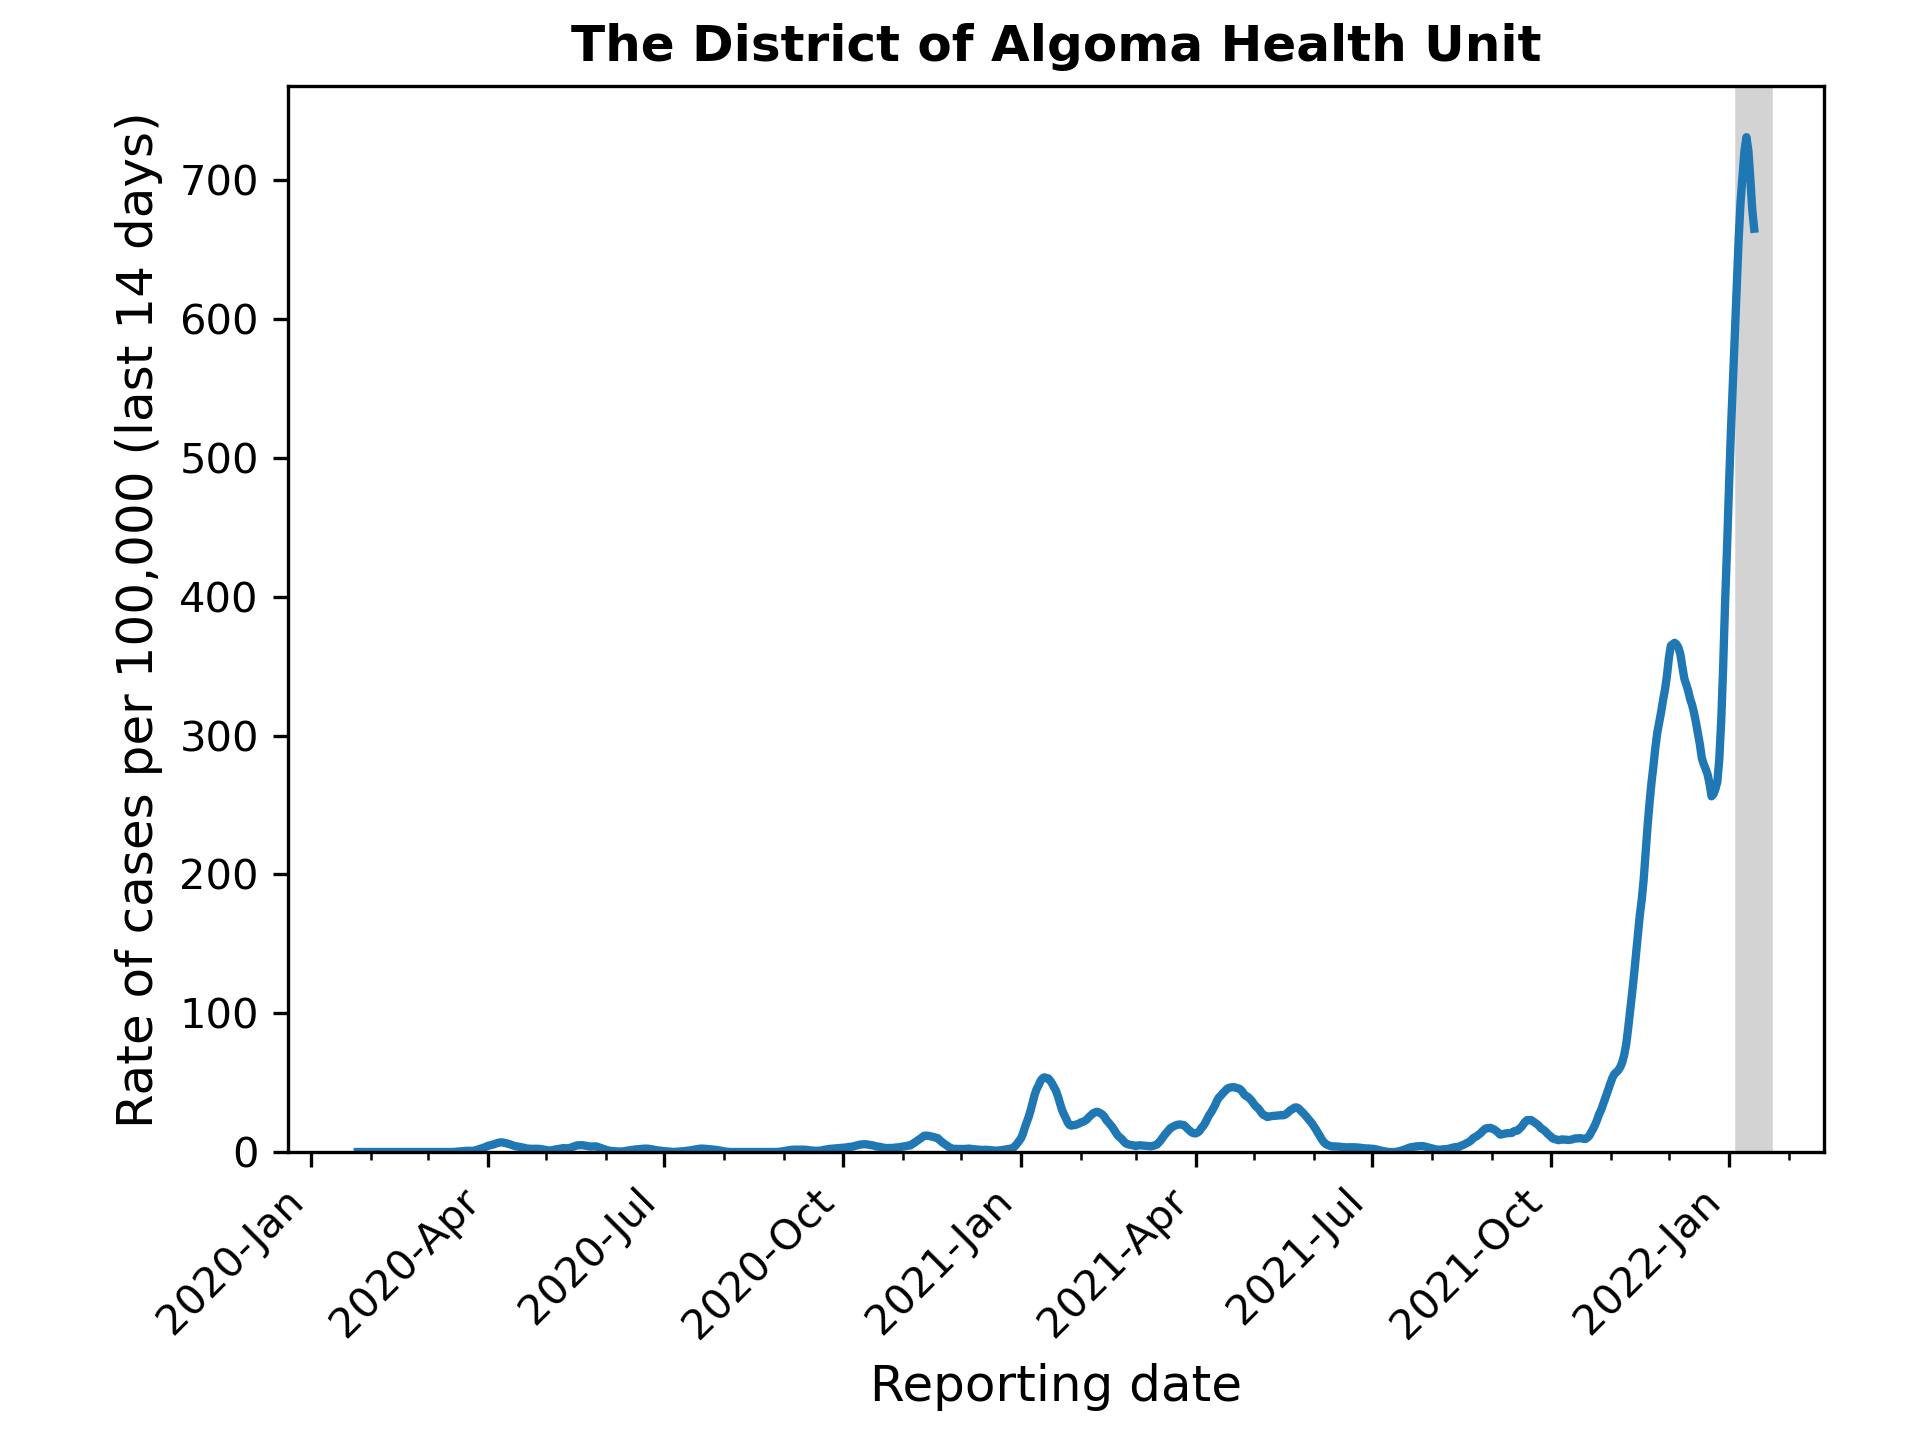 The District of Algoma Health Unit
Rate of cases per 100,000 (last 14 days)
700
600
500
400
300
200
100
0
2020-Jan
2020-Apr
2020-Jul
2020-Oct
2021-Jan
2021-Apr
2021-Jul
2021-Oct
2022-Jan
Reporting date